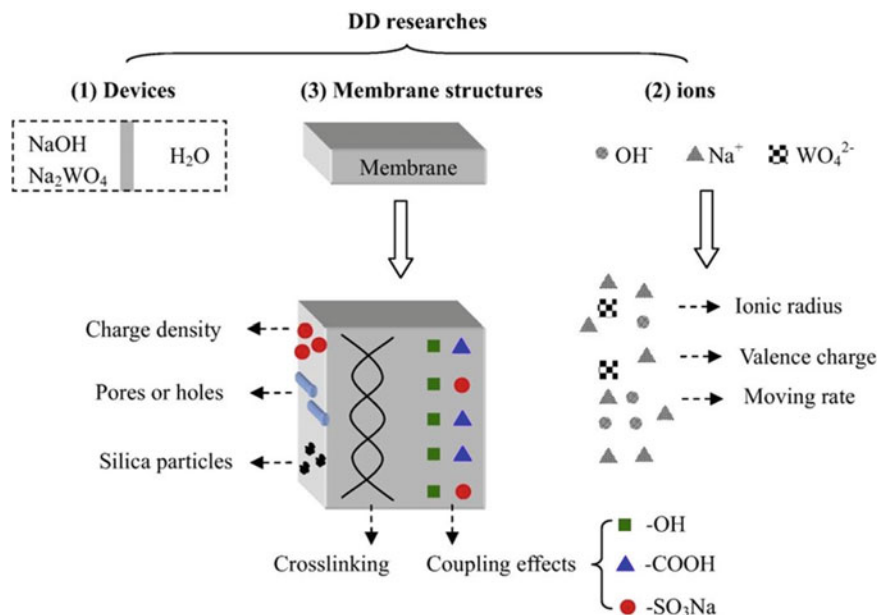 DD researches
(1) Devices
(3) Membrane structures
(2) ions
NaOH
Na₂WO₄
H₂O
Membrane
OH⁻
Na⁺
WO₄²⁻
Charge density
Pores or holes
Silica particles
Ionic radius
Valence charge
Moving rate
Crosslinking
Coupling effects
-OH
-COOH
-SO₃Na